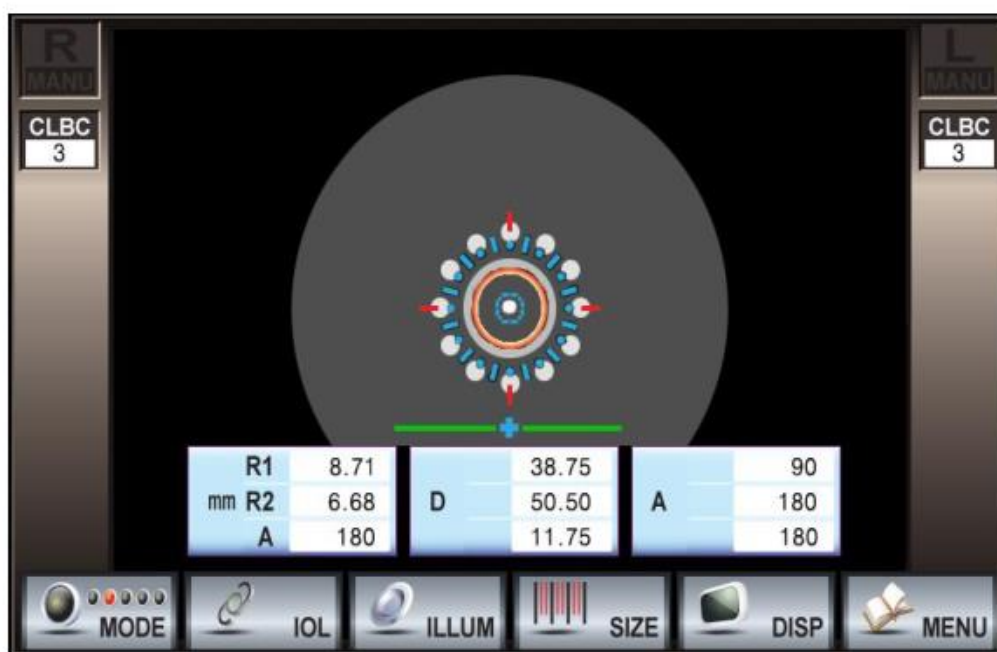 R
MANU
CLBC
3
L
MANU
CLBC
3
R1 8.71 38.75 90
mm R2 6.68 D 50.50 A 180
A 180 11.75 180
MODE IOL ILLUM SIZE DISP MENU